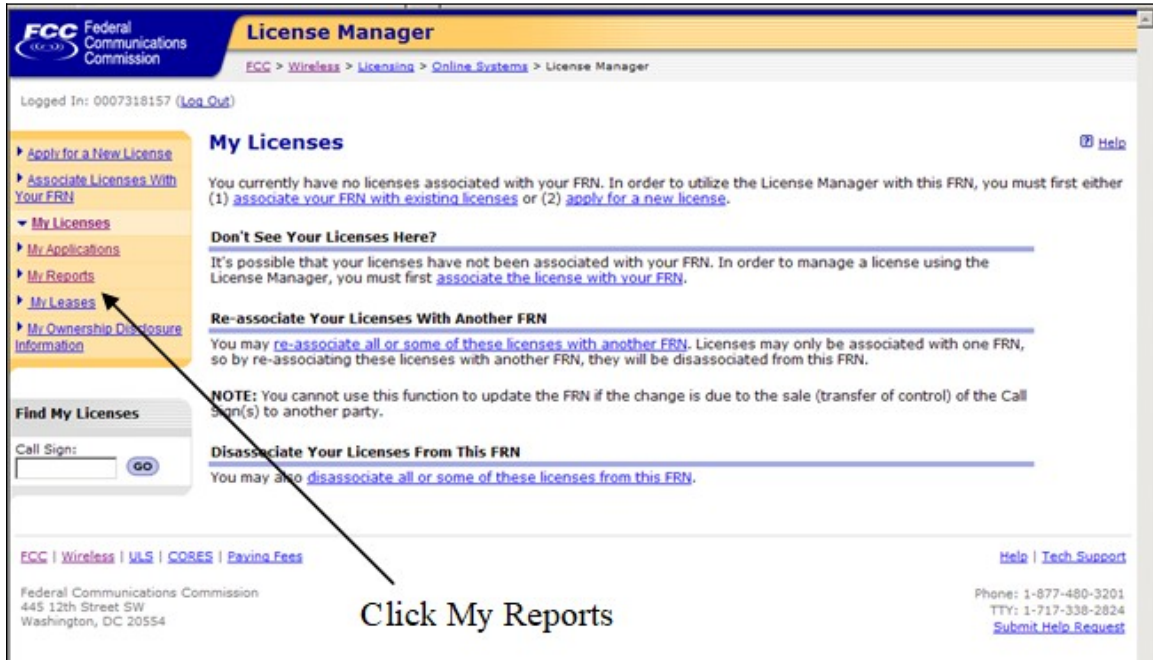 FCC Federal
Communications
Commission
License Manager
FCC > Wireless > Licensing > Online Systems > License Manager
Logged In: 0007318157 (Log Out)
Apply for a New License
Associate Licenses With
Your FRN
My Licenses
My Applications
My Reports
My Leases
My Ownership Disclosure
Information
Find My Licenses
Call Sign:
GO
My Licenses
Help
You currently have no licenses associated with your FRN. In order to utilize the License Manager with this FRN, you must first either
(1) associate your FRN with existing licenses or (2) apply for a new license.
Don't See Your Licenses Here?
It's possible that your licenses have not been associated with your FRN. In order to manage a license using the
License Manager, you must first associate the license with your FRN.
Re-associate Your Licenses With Another FRN
You may re-associate all or some of these licenses with another FRN. Licenses may only be associated with one FRN,
so by re-associating these licenses with another FRN, they will be disassociated from this FRN.
NOTE: You cannot use this function to update the FRN if the change is due to the sale (transfer of control) of the Call
Sign(s) to another party.
Disassociate Your Licenses From This FRN
You may also disassociate all or some of these licenses from this FRN.
FCC | Wireless | ULS | CORES | Paying Fees
Help | Tech Support
Federal Communications Commission
445 12th Street SW
Washington, DC 20554
Phone: 1-877-480-3201
TTY: 1-717-338-2824
Submit Help Request
Click My Reports